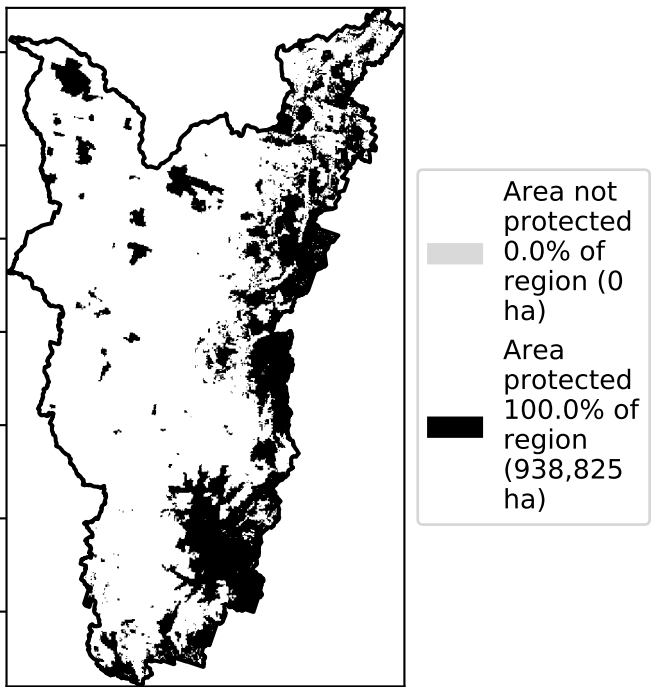 Area not
protected
0.0% of
region (0
ha)
Area
protected
100.0% of
region
(938,825
ha)